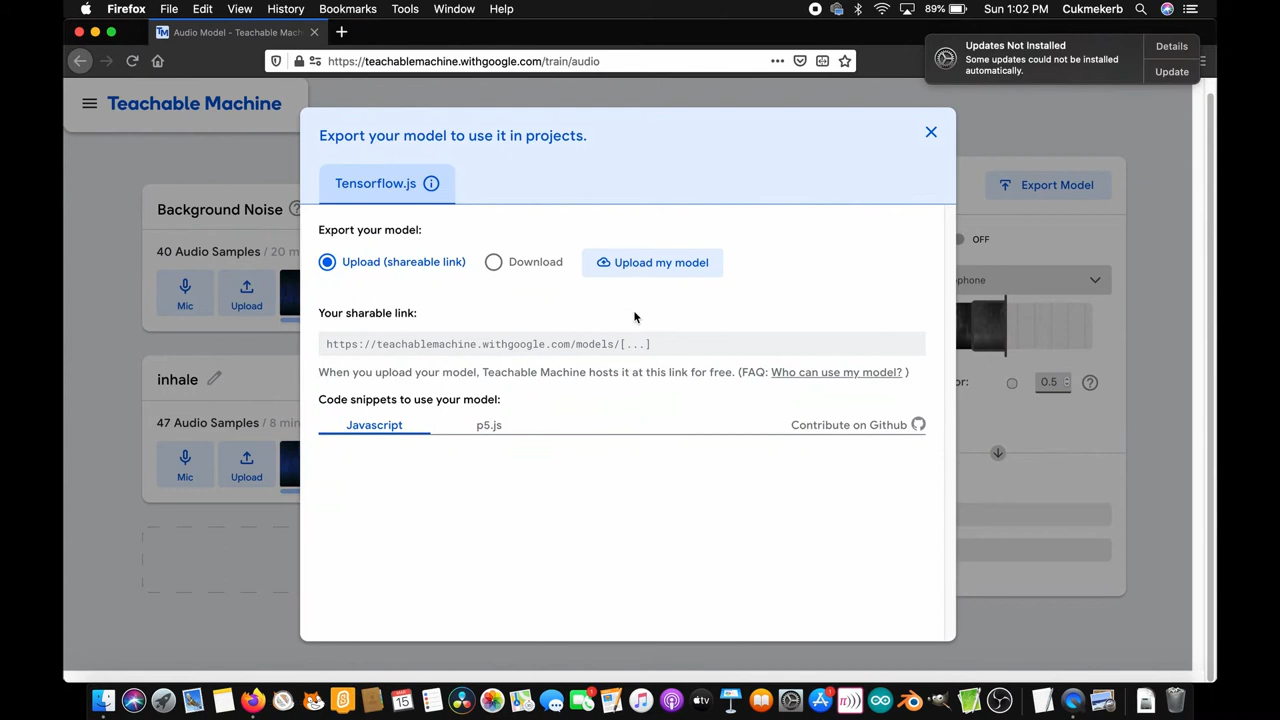 Firefox File Edit View History Bookmarks Tools Window Help 89% Sun 1:02 PM Cukmekerb
Audio Model - Teachable Mach
https://teachablemachine.withgoogle.com/train/audio
Updates Not Installed
Some updates could not be installed
automatically.
Details
Update
Teachable Machine
Export your model to use it in projects.
Tensorflow.js
Export Model
Background Noise
Export your model:
OFF
40 Audio Samples / 20 m
Upload (shareable link) Download Upload my model
phone
Mic Upload
Your sharable link:
https://teachablemachine.withgoogle.com/models/[...]
When you upload your model, Teachable Machine hosts it at this link for free. (FAQ: Who can use my model? )
inhale
or: 0.5
Code snippets to use your model:
47 Audio Samples / 8 min
Javascript p5.js Contribute on Github
Mic Upload
MAR
15
1
1